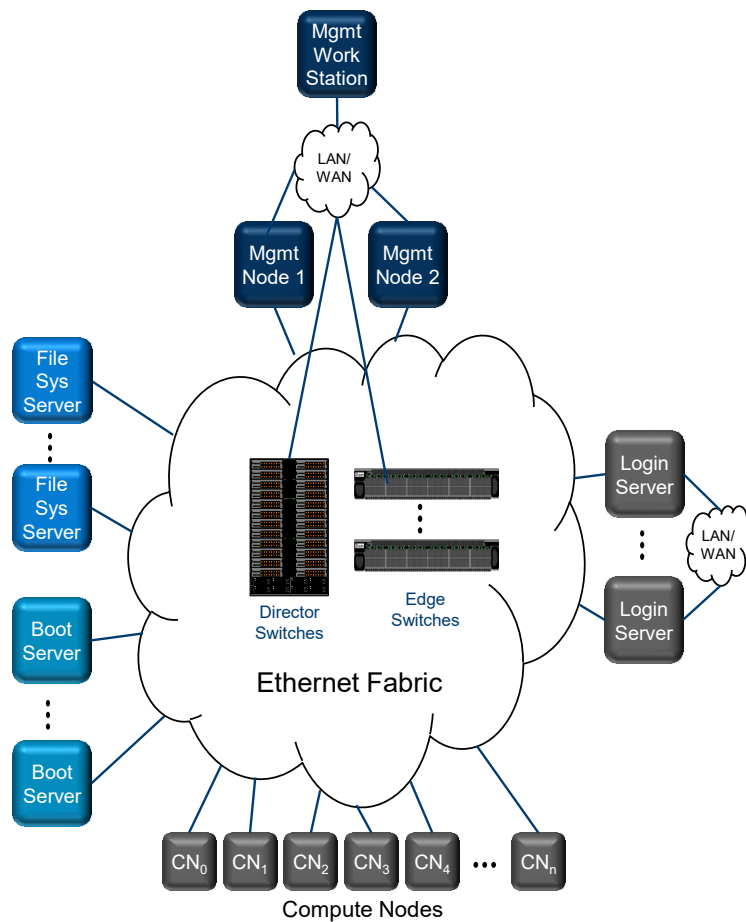 Mgmt
Work
Station
LAN/
WAN
Mgmt
Node 1
Mgmt
Node 2
File
Sys
Server
File
Sys
Server
Boot
Server
Boot
Server
Login
Server
Login
Server
LAN/
WAN
Director
Switches
Edge
Switches
Ethernet Fabric
CN₀ CN₁ CN₂ CN₃ CN₄ ••• CNₙ
Compute Nodes